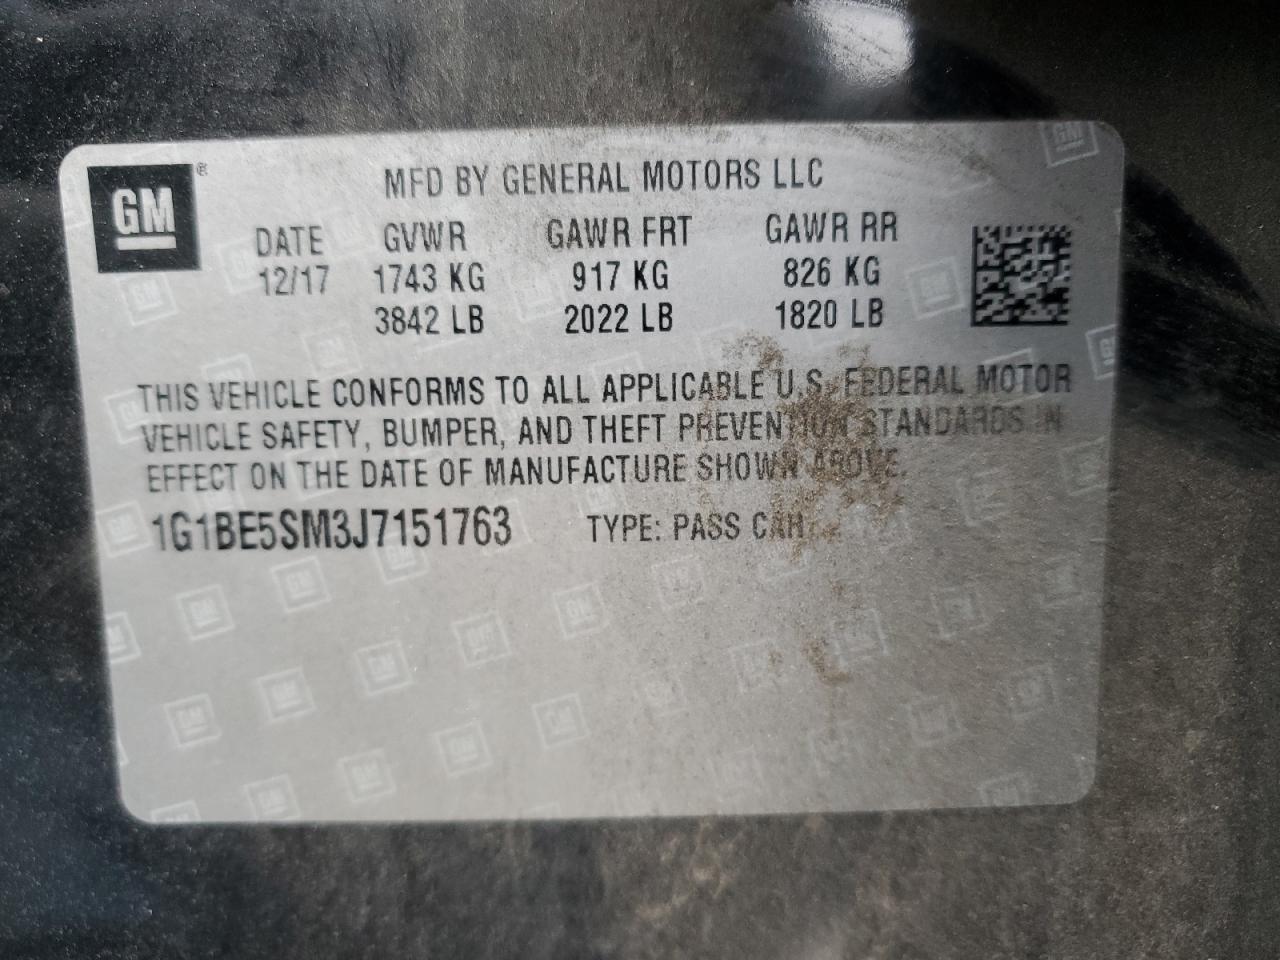 GM®
MFD BY GENERAL MOTORS LLC
DATE GVWR GAWR FRT GAWR RR
12/17 1743 KG 917 KG 826 KG
3842 LB 2022 LB 1820 LB
THIS VEHICLE CONFORMS TO ALL APPLICABLE U.S. FEDERAL MOTOR
VEHICLE SAFETY, BUMPER, AND THEFT PREVENTION STANDARDS IN
EFFECT ON THE DATE OF MANUFACTURE SHOWN ABOVE.
1G1BE5SM3J7151763 TYPE: PASS CAR